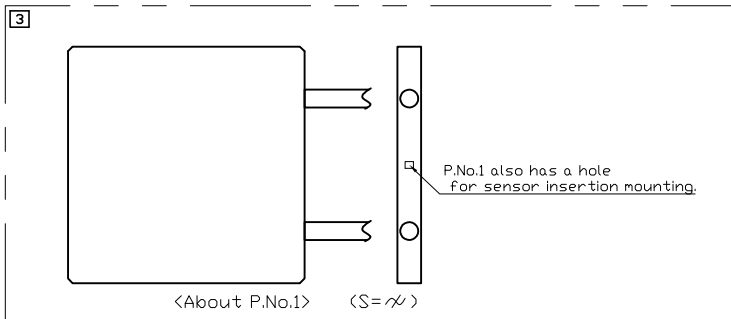 3
P.No.1 also has a hole
for sensor insertion mounting.
<About P.No.1> (S= )